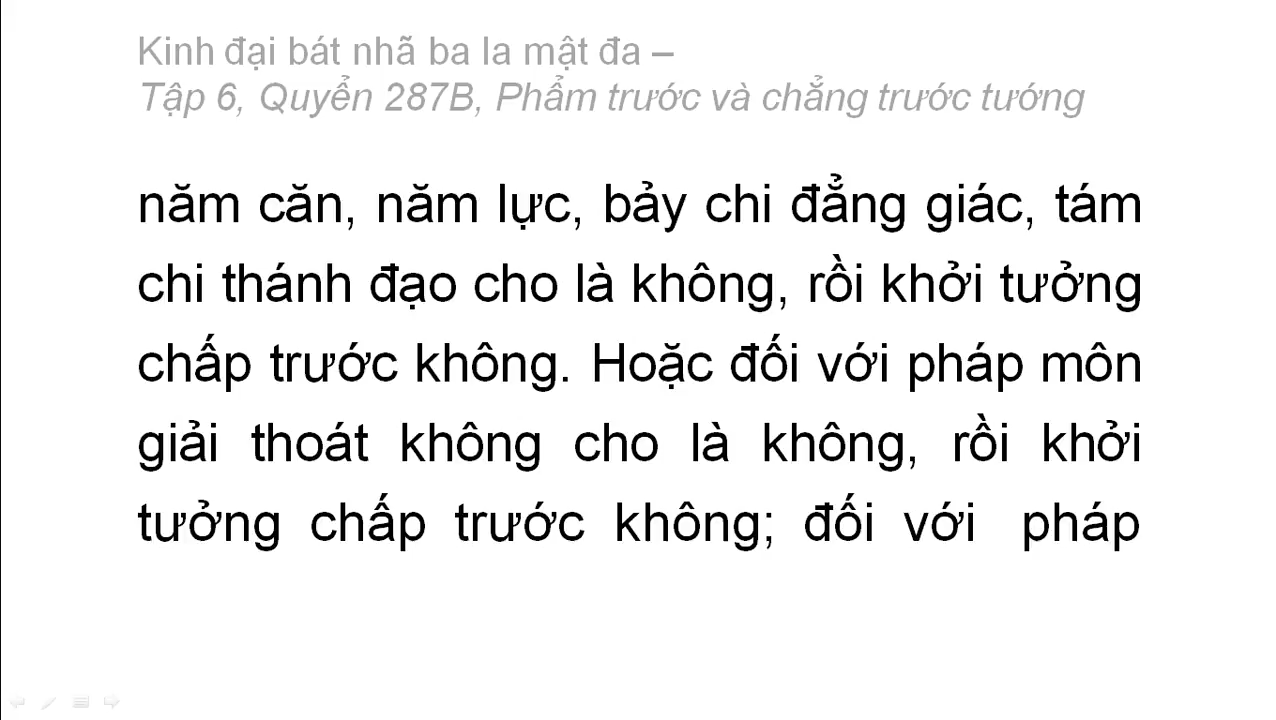 Kinh đại bát nhã ba la mật đa –
Tập 6, Quyển 287B, Phẩm trước và chẳng trước tướng
năm căn, năm lực, bảy chi đẳng giác, tám
chi thánh đạo cho là không, rồi khởi tưởng
chấp trước không. Hoặc đối với pháp môn
giải thoát không cho là không, rồi khởi
tưởng chấp trước không; đối với pháp